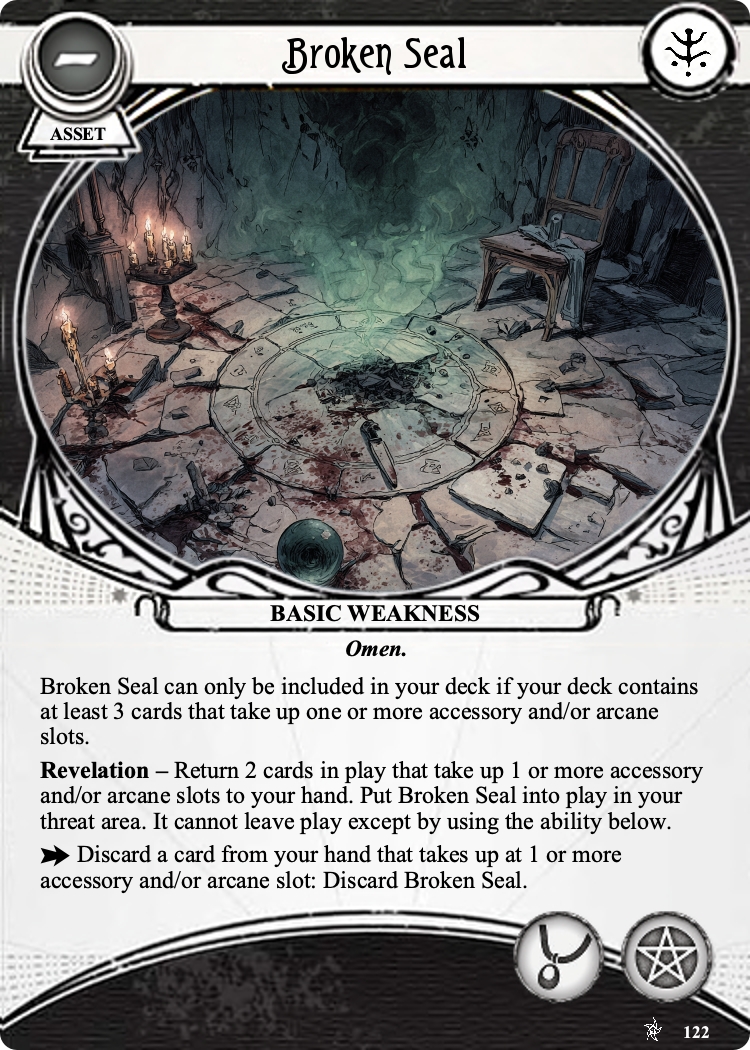 Broken Seal
ASSET
BASIC WEAKNESS
Omen.
Broken Seal can only be included in your deck if your deck contains
at least 3 cards that take up one or more accessory and/or arcane
slots.
Revelation – Return 2 cards in play that take up 1 or more accessory
and/or arcane slots to your hand. Put Broken Seal into play in your
threat area. It cannot leave play except by using the ability below.
Discard a card from your hand that takes up at 1 or more
accessory and/or arcane slot: Discard Broken Seal.
122